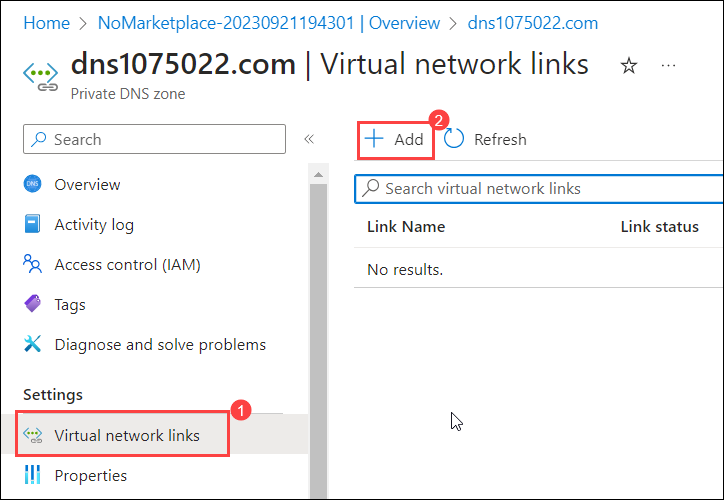 Home > NoMarketplace-20230921194301 | Overview > dns1075022.com
dns1075022.com | Virtual network links
Private DNS zone
Search
«
2
Add
Refresh
DNS
Overview
Activity log
Access control (IAM)
Tags
Diagnose and solve problems
Settings
1
Virtual network links
Properties
Search virtual network links
Link Name Link status
No results.